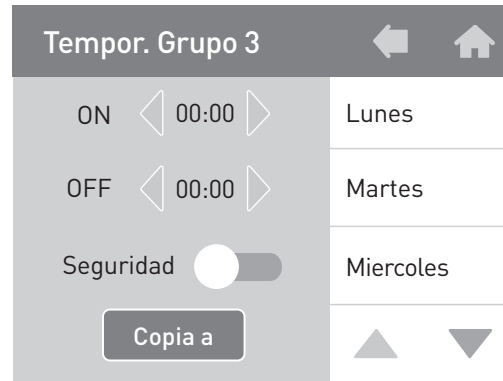 Tempor. Grupo 3
ON 00:00
OFF 00:00
Seguridad
Copia a
Lunes
Martes
Miercoles